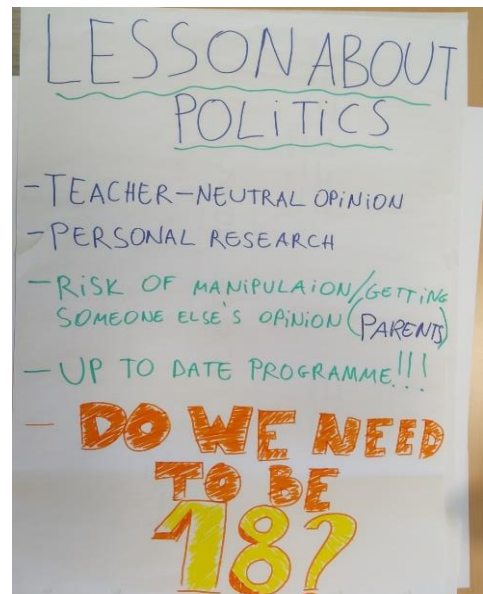 LESSON ABOUT
POLiTiCS
- TEACHER-NEUTRAL OPiNiON
- PERSONAL RESEARCH
- RiSK OF MANiPULAiON/GETTiNG
SOMEONE ELSE'S OPiNiON (PARENTS)
- UP TO DATE PROGRAMME!!!
- DO WE NEED
TO BE
18?